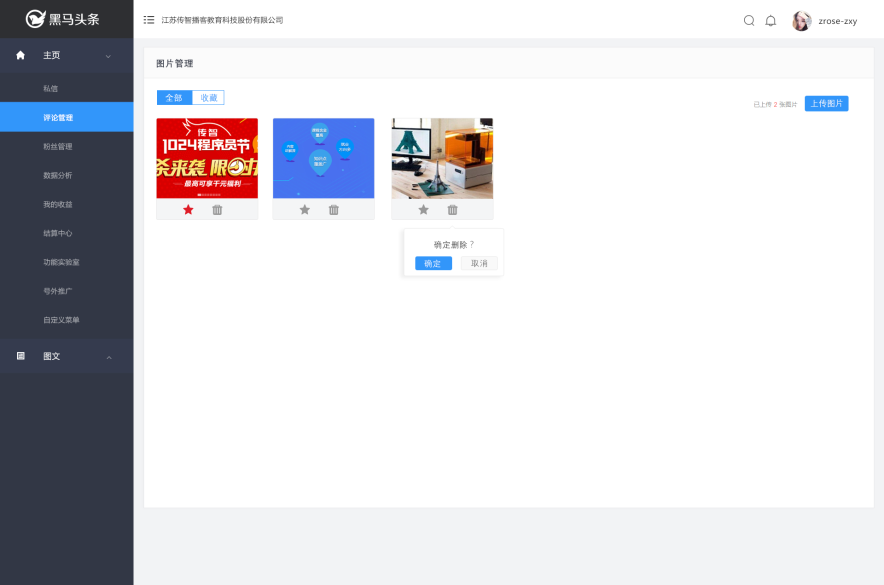 黑马头条
江苏传智播客教育科技股份有限公司
zrose-zxy
主页
私信
评论管理
粉丝管理
数据分析
我的收益
结算中心
功能实验室
号外推广
自定义菜单
图文
图片管理
全部
收藏
已上传 2 张图片
上传图片
传智
1024程序员节
杀来袭 限时
最高可享千元福利
确定删除？
确定
取消